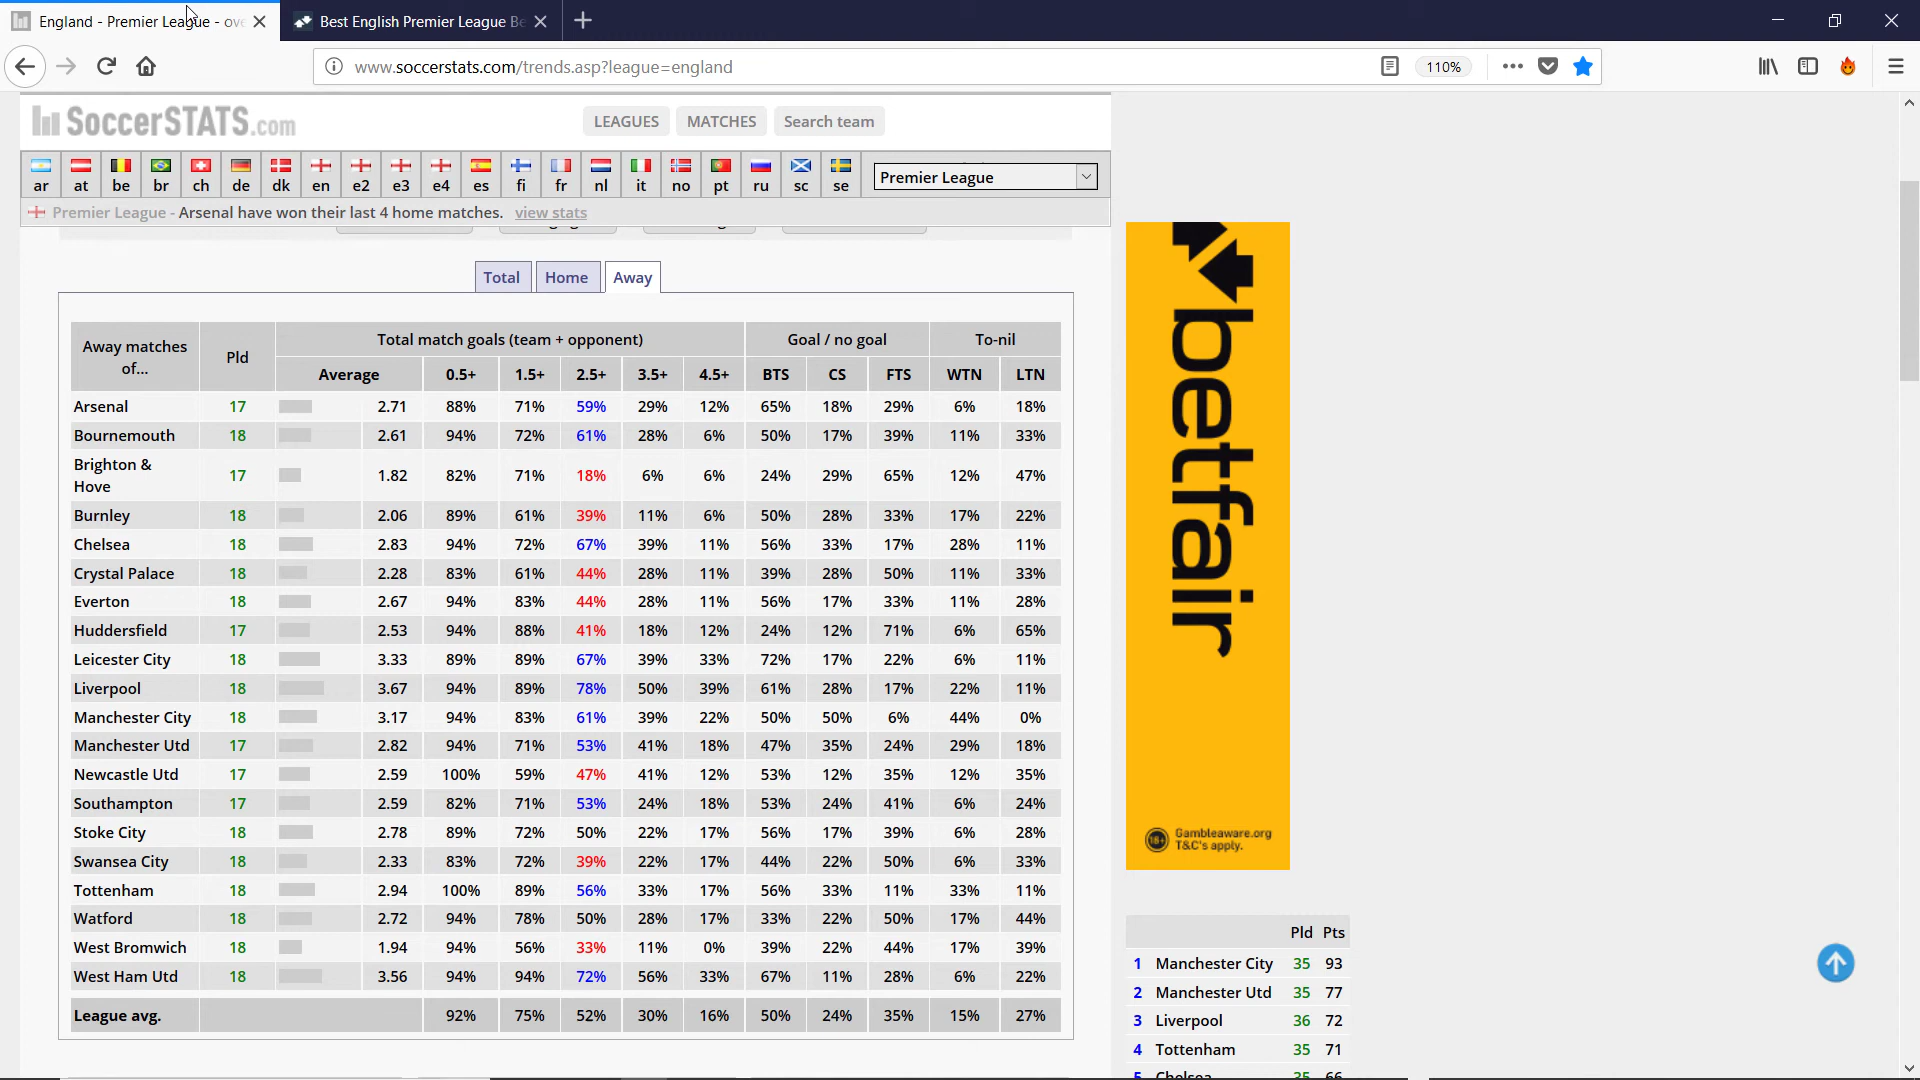 England - Premier League - ove
Best English Premier League Be
www.soccerstats.com/trends.asp?league=england
110%
SoccerSTATS.com
LEAGUES MATCHES Search team
ar at be br ch de dk en e2 e3 e4 es fi fr nl it no pt ru sc se Premier League
Premier League - Arsenal have won their last 4 home matches. view stats
Total Home Away
Away matches of... Pld Total match goals (team + opponent) Goal / no goal To-nil
Average 0.5+ 1.5+ 2.5+ 3.5+ 4.5+ BTS CS FTS WTN LTN
Arsenal 17 2.71 88% 71% 59% 29% 12% 65% 18% 29% 6% 18%
Bournemouth 18 2.61 94% 72% 61% 28% 6% 50% 17% 39% 11% 33%
Brighton & Hove 17 1.82 82% 71% 18% 6% 6% 24% 29% 65% 12% 47%
Burnley 18 2.06 89% 61% 39% 11% 6% 50% 28% 33% 17% 22%
Chelsea 18 2.83 94% 72% 67% 39% 11% 56% 33% 17% 28% 11%
Crystal Palace 18 2.28 83% 61% 44% 28% 11% 39% 28% 50% 11% 33%
Everton 18 2.67 94% 83% 44% 28% 11% 56% 17% 33% 11% 28%
Huddersfield 17 2.53 94% 88% 41% 18% 12% 24% 12% 71% 6% 65%
Leicester City 18 3.33 89% 89% 67% 39% 33% 72% 17% 22% 6% 11%
Liverpool 18 3.67 94% 89% 78% 50% 39% 61% 28% 17% 22% 11%
Manchester City 18 3.17 94% 83% 61% 39% 22% 50% 50% 6% 44% 0%
Manchester Utd 17 2.82 94% 71% 53% 41% 18% 47% 35% 24% 29% 18%
Newcastle Utd 17 2.59 100% 59% 47% 41% 12% 53% 12% 35% 12% 35%
Southampton 17 2.59 82% 71% 53% 24% 18% 53% 24% 41% 6% 24%
Stoke City 18 2.78 89% 72% 50% 22% 17% 56% 17% 39% 6% 28%
Swansea City 18 2.33 83% 72% 39% 22% 17% 44% 22% 50% 6% 33%
Tottenham 18 2.94 100% 89% 56% 33% 17% 56% 33% 11% 33% 11%
Watford 18 2.72 94% 78% 50% 28% 17% 33% 22% 50% 17% 44%
West Bromwich 18 1.94 94% 56% 33% 11% 0% 39% 22% 44% 17% 39%
West Ham Utd 18 3.56 94% 94% 72% 56% 33% 67% 11% 28% 6% 22%
League avg. 92% 75% 52% 30% 16% 50% 24% 35% 15% 27%
betfair
18+ Gambleaware.org
T&C's apply.
Pld Pts
1 Manchester City 35 93
2 Manchester Utd 35 77
3 Liverpool 36 72
4 Tottenham 35 71
5 Chelsea 35 66